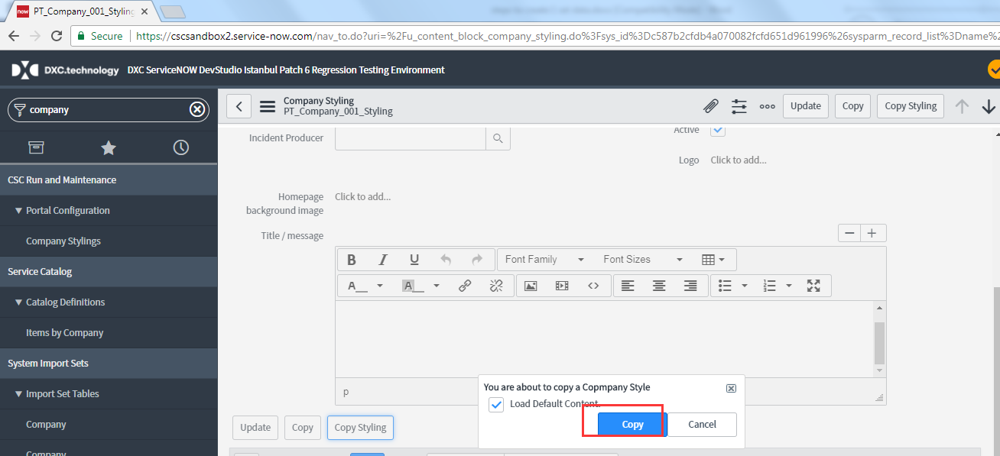 now PT_Company_001_Styling
Secure https://cscsandbox2.service-now.com/nav_to.do?uri=%2Fu_content_block_company_styling.do%3Fsys_id%3Dc587b2cfdb4a070082fcfd651d961996%26sysparm_record_list%3Dname%2
DXC.technology DXC ServiceNOW DevStudio Istanbul Patch 6 Regression Testing Environment
company
Company Styling
PT_Company_001_Styling
Update Copy Copy Styling
CSC Run and Maintenance
Portal Configuration
Company Stylings
Service Catalog
Catalog Definitions
Items by Company
System Import Sets
Import Set Tables
Company
Company
Incident Producer
Active
Logo Click to add...
Homepage
background image
Click to add...
Title / message
B I U Font Family Font Sizes
A A
p
You are about to copy a Copmpany Style
Load Default Content.
Copy Cancel
Update Copy Copy Styling